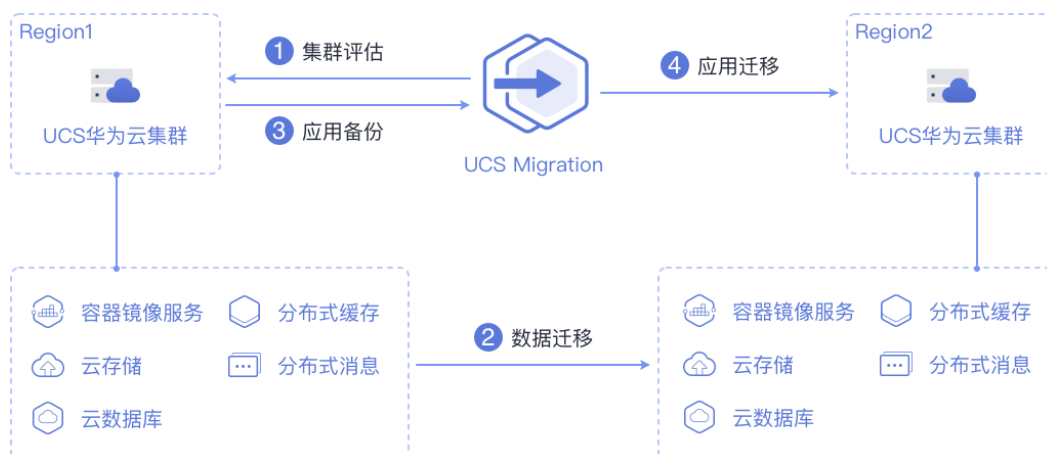 Region1
UCS华为云集群
1 集群评估
3 应用备份
UCS Migration
4 应用迁移
Region2
UCS华为云集群
容器镜像服务
分布式缓存
云存储
分布式消息
云数据库
2 数据迁移
容器镜像服务
分布式缓存
云存储
分布式消息
云数据库